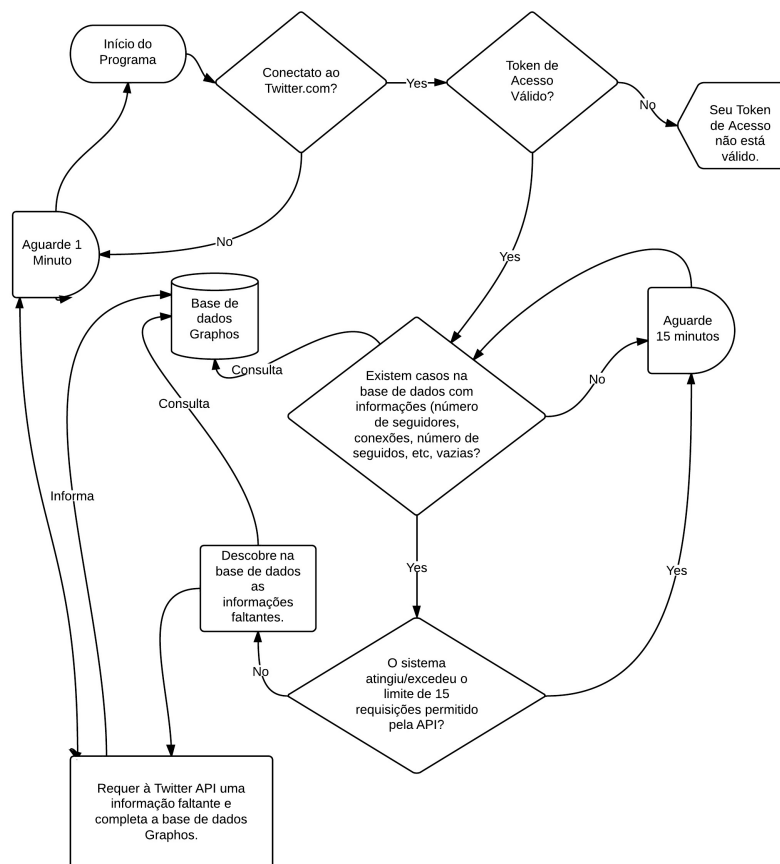 Início do
Programa
Conectato ao
Twitter.com?
Yes
Token de
Acesso
Válido?
No
Seu Token
de Acesso
não está
válido.
No
Aguarde 1
Minuto
Yes
Base de
dados
Graphos
Consulta
Aguarde
15 minutos
Existem casos na
base de dados com
informações (número
de seguidores,
conexões, número de
seguidos, etc, vazias?
No
Consulta
Informa
Descobre na
base de dados
as
informações
faltantes.
Yes
Yes
No
O sistema
atingiu/excedeu o
limite de 15
requisições permitido
pela API?
Requer à Twitter API uma
informação faltante e
completa a base de dados
Graphos.